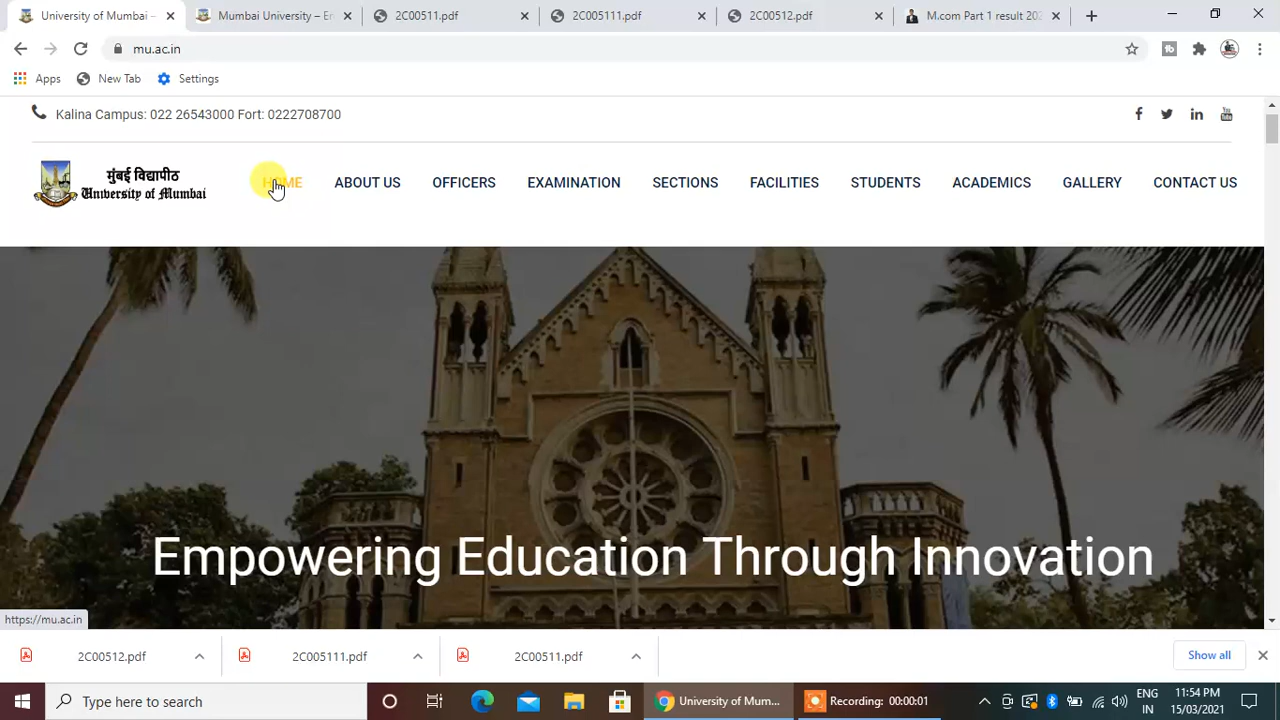 University of Mumbai – Mumbai University – E 2C00511.pdf 2C005111.pdf 2C00512.pdf M.com Part 1 result 202
mu.ac.in
Apps New Tab Settings
Kalina Campus: 022 26543000 Fort: 0222708700
मुंबई विद्यापीठ
University of Mumbai
HOME ABOUT US OFFICERS EXAMINATION SECTIONS FACILITIES STUDENTS ACADEMICS GALLERY CONTACT US
Empowering Education Through Innovation
https://mu.ac.in
2C00512.pdf 2C005111.pdf 2C00511.pdf Show all
Type here to search University of Mum... Recording: 00:00:01 ENG IN 11:54 PM 15/03/2021